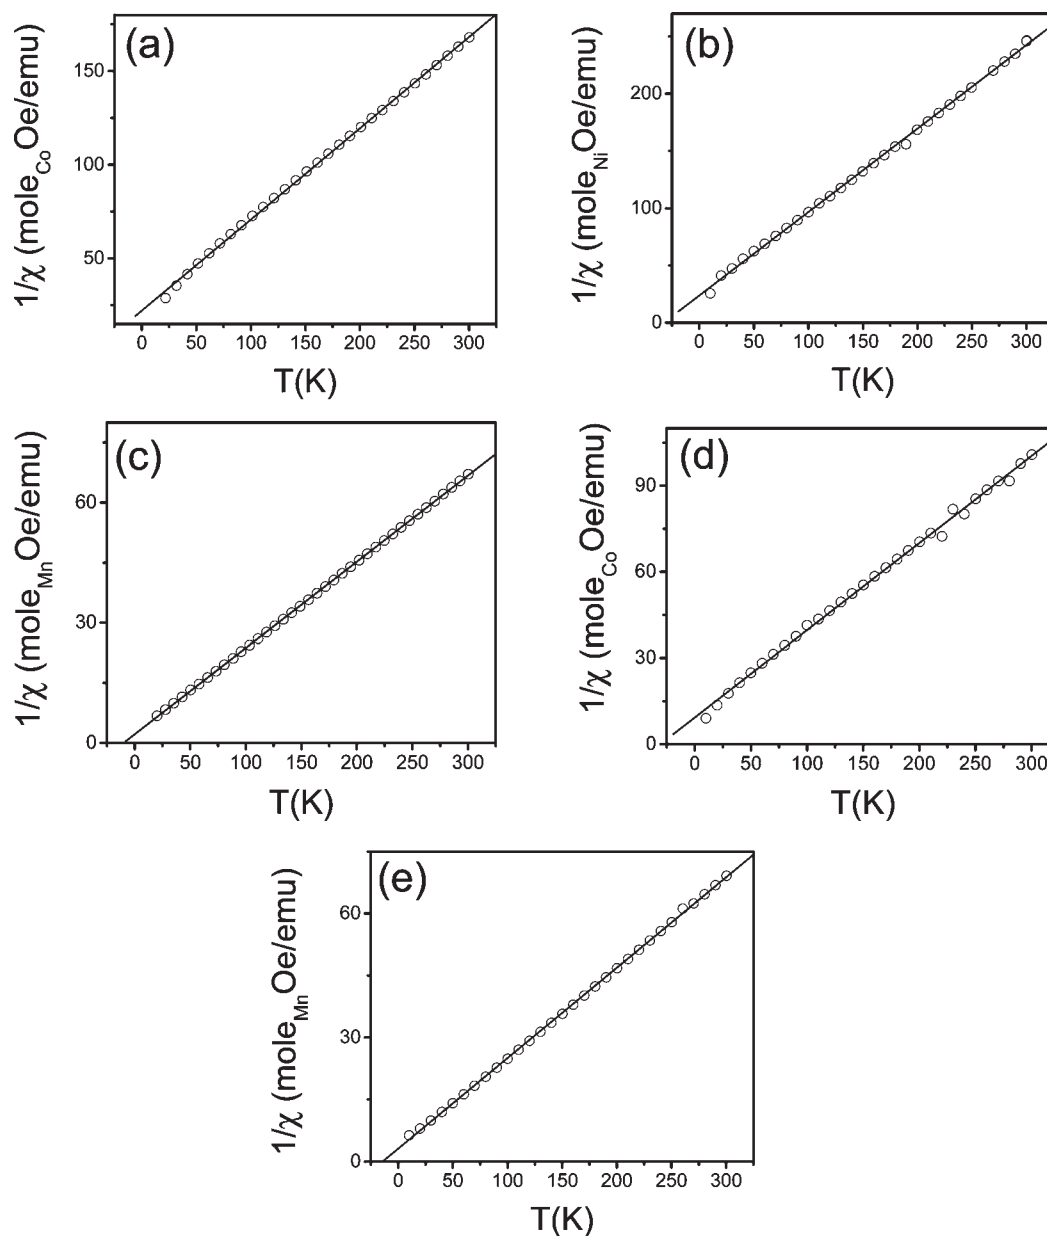 (a)
1/χ (mole_Co Oe/emu)
150
100
50
0 50 100 150 200 250 300
T(K)
(b)
1/χ (mole_Ni Oe/emu)
200
100
0
0 50 100 150 200 250 300
T(K)
(c)
1/χ (mole_Mn Oe/emu)
60
30
0
0 50 100 150 200 250 300
T(K)
(d)
1/χ (mole_Co Oe/emu)
90
60
30
0
0 50 100 150 200 250 300
T(K)
(e)
1/χ (mole_Mn Oe/emu)
60
30
0
0 50 100 150 200 250 300
T(K)